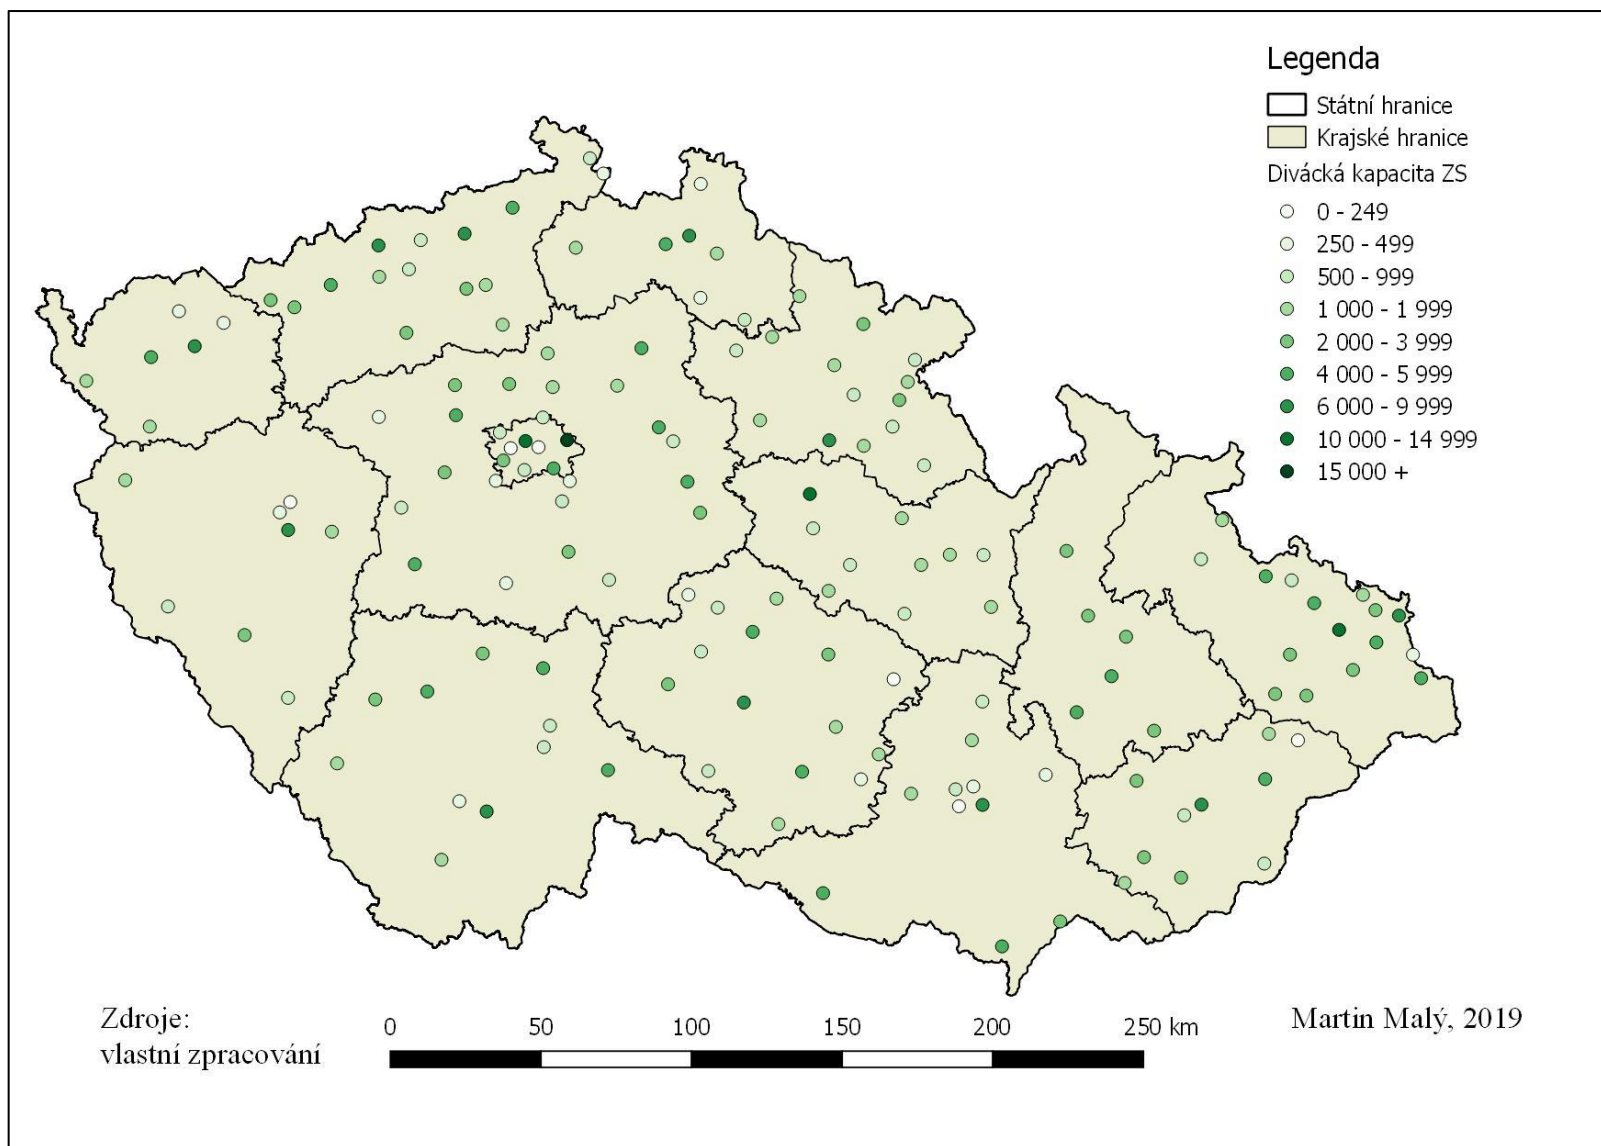 Legenda
Státní hranice
Krajské hranice
Divácká kapacita ZS
0 - 249
250 - 499
500 - 999
1 000 - 1 999
2 000 - 3 999
4 000 - 5 999
6 000 - 9 999
10 000 - 14 999
15 000 +
Zdroje:
vlastní zpracování
0 50 100 150 200 250 km
Martin Malý, 2019